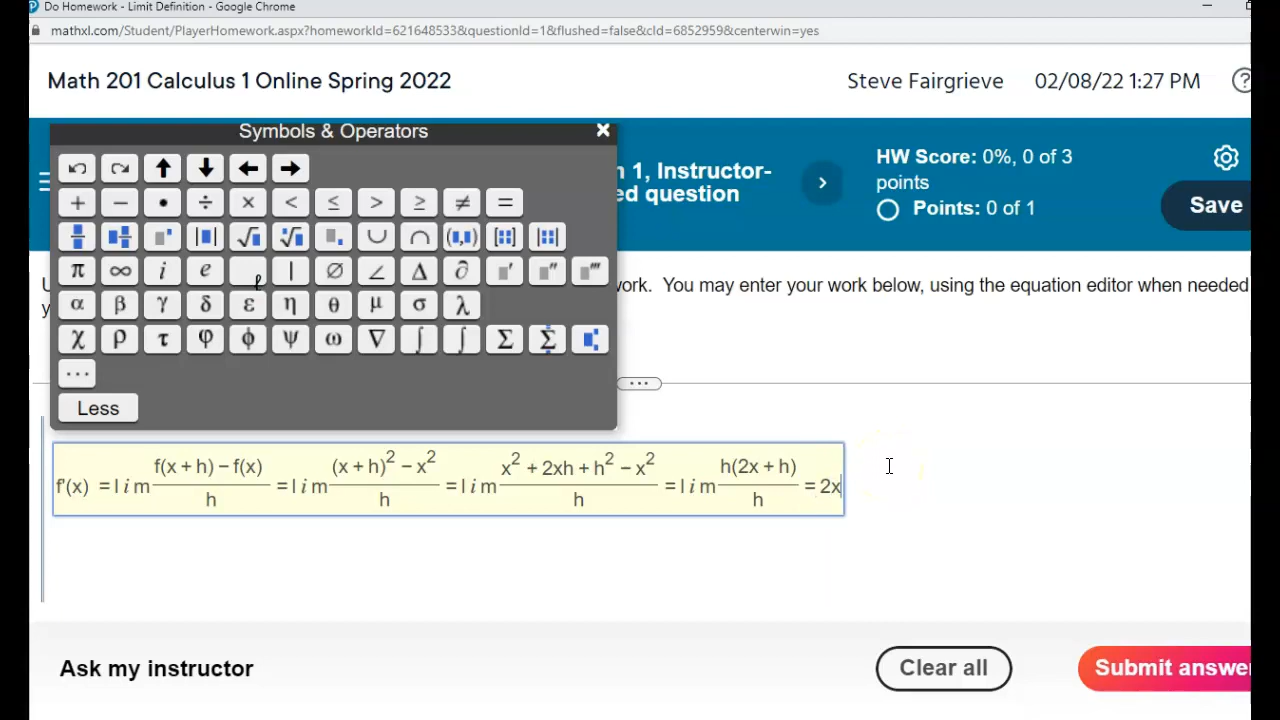 Do Homework - Limit Definition - Google Chrome
mathxl.com/Student/PlayerHomework.aspx?homeworkId=621648533&questionId=1&flushed=false&cId=6852959&centerwin=yes
Math 201 Calculus 1 Online Spring 2022
Steve Fairgrieve
02/08/22 1:27 PM
?
Symbols & Operators
+ − • ÷ × < ≤ > ≥ ≠ =
π ∞ i e ℓ | ∅ ∠ Δ ∂ ′ ″ ‴
α β γ δ ε η θ μ σ λ
χ ρ τ φ ϕ ψ ω ∇ ∫ ∫ Σ Σ
...
Less
n 1, Instructor-
ed question
HW Score: 0%, 0 of 3
points
Points: 0 of 1
Save
work. You may enter your work below, using the equation editor when needed
f'(x) = lim (f(x + h) − f(x))/h = lim ((x + h)² − x²)/h = lim (x² + 2xh + h² − x²)/h = lim (h(2x + h))/h = 2x
Ask my instructor
Clear all
Submit answer